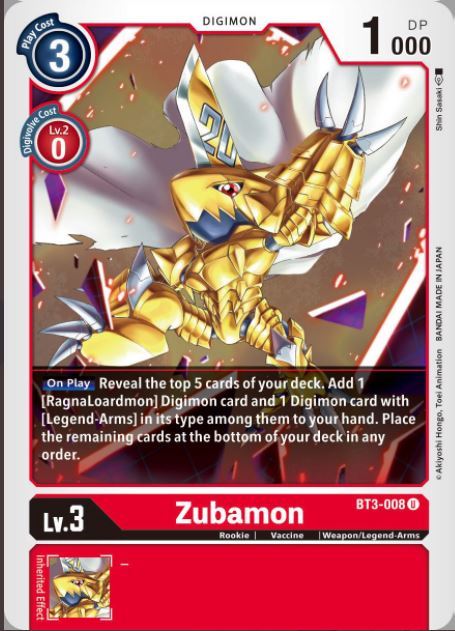 Play Cost
3
DIGIMON
DP
1000
Digivolve Cost
Lv.2
0
Shin Sasaki
On Play Reveal the top 5 cards of your deck. Add 1
[RagnaLoardmon] Digimon card and 1 Digimon card with
[Legend-Arms] in its type among them to your hand. Place
the remaining cards at the bottom of your deck in any
order.
©Akiyoshi Hongo, Toei Animation BANDAI MADE IN JAPAN
Lv.3
Zubamon
BT3-008 U
Rookie | Vaccine | Weapon/Legend-Arms
Inherited Effect
–